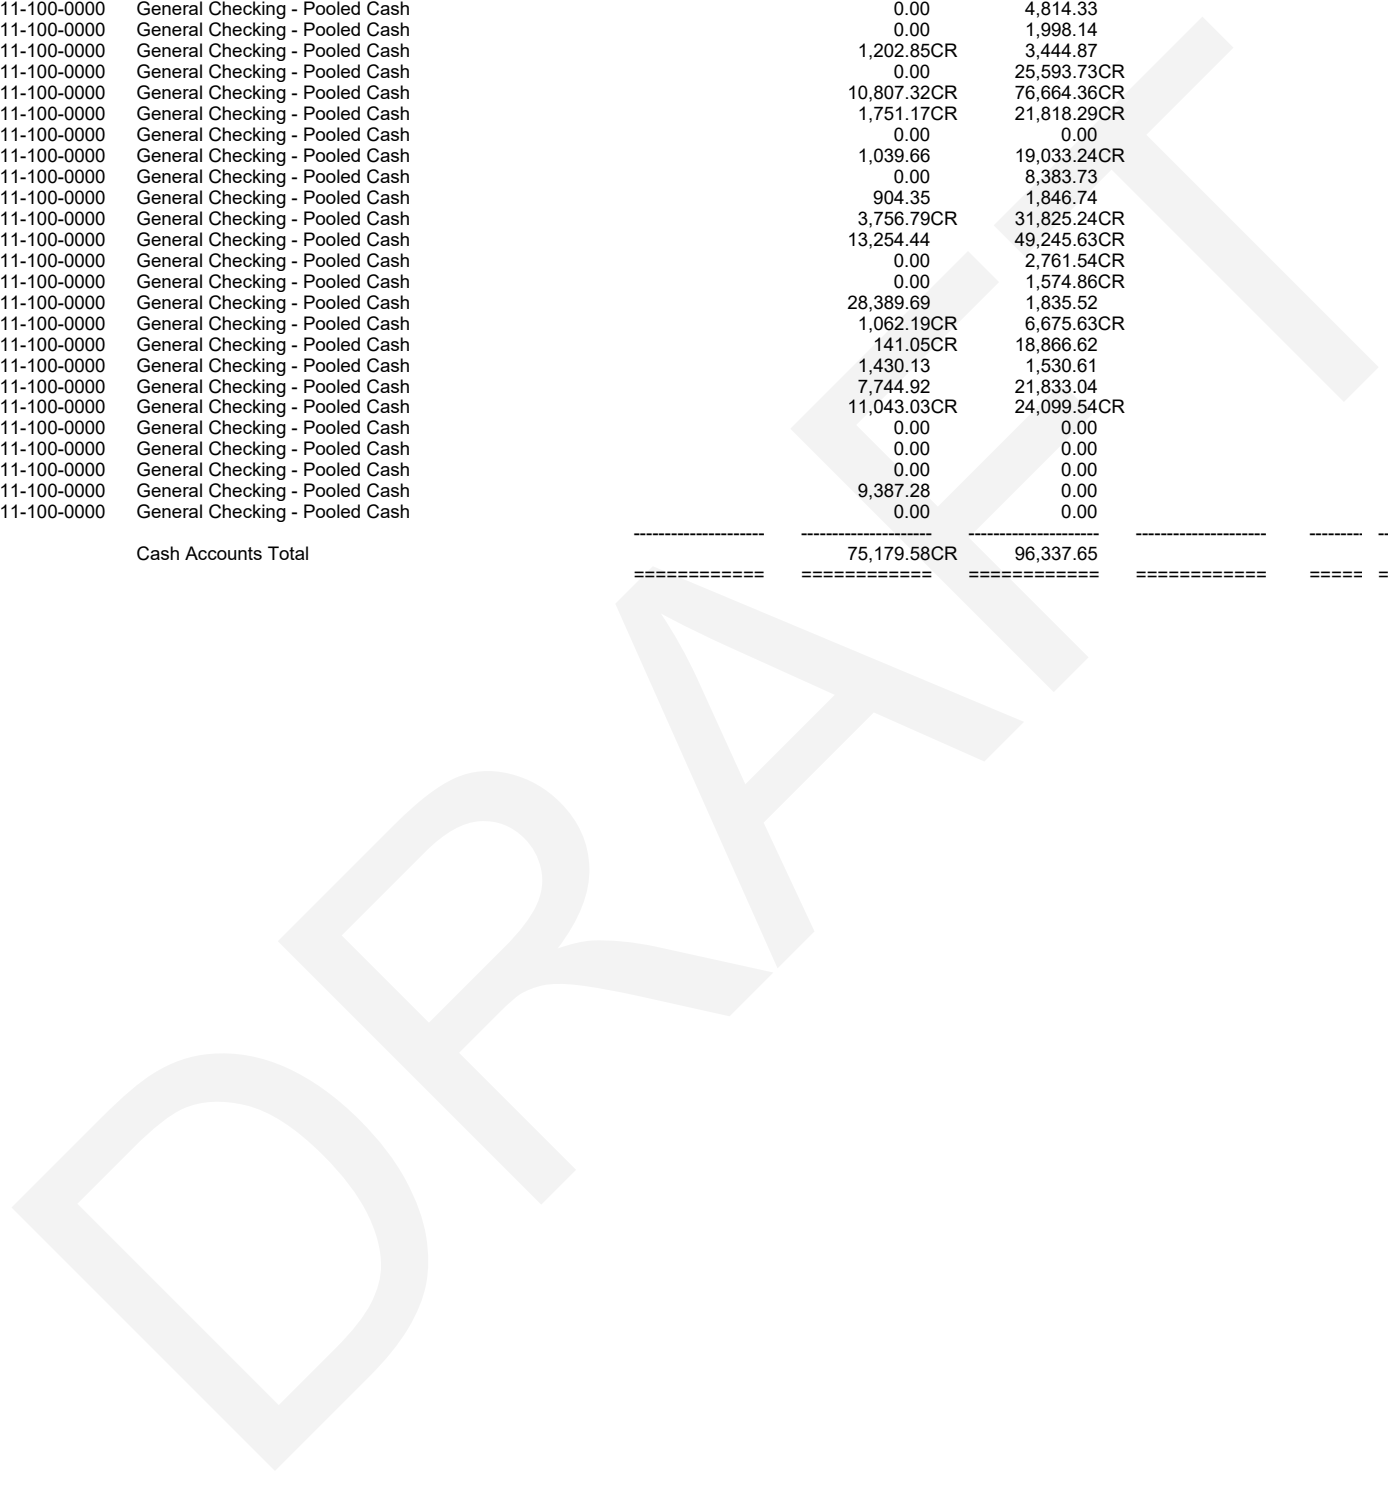 11-100-0000 General Checking - Pooled Cash 0.00 4,814.33
11-100-0000 General Checking - Pooled Cash 0.00 1,998.14
11-100-0000 General Checking - Pooled Cash 1,202.85CR 3,444.87
11-100-0000 General Checking - Pooled Cash 0.00 25,593.73CR
11-100-0000 General Checking - Pooled Cash 10,807.32CR 76,664.36CR
11-100-0000 General Checking - Pooled Cash 1,751.17CR 21,818.29CR
11-100-0000 General Checking - Pooled Cash 0.00 0.00
11-100-0000 General Checking - Pooled Cash 1,039.66 19,033.24CR
11-100-0000 General Checking - Pooled Cash 0.00 8,383.73
11-100-0000 General Checking - Pooled Cash 904.35 1,846.74
11-100-0000 General Checking - Pooled Cash 3,756.79CR 31,825.24CR
11-100-0000 General Checking - Pooled Cash 13,254.44 49,245.63CR
11-100-0000 General Checking - Pooled Cash 0.00 2,761.54CR
11-100-0000 General Checking - Pooled Cash 0.00 1,574.86CR
11-100-0000 General Checking - Pooled Cash 28,389.69 1,835.52
11-100-0000 General Checking - Pooled Cash 1,062.19CR 6,675.63CR
11-100-0000 General Checking - Pooled Cash 141.05CR 18,866.62
11-100-0000 General Checking - Pooled Cash 1,430.13 1,530.61
11-100-0000 General Checking - Pooled Cash 7,744.92 21,833.04
11-100-0000 General Checking - Pooled Cash 11,043.03CR 24,099.54CR
11-100-0000 General Checking - Pooled Cash 0.00 0.00
11-100-0000 General Checking - Pooled Cash 0.00 0.00
11-100-0000 General Checking - Pooled Cash 0.00 0.00
11-100-0000 General Checking - Pooled Cash 9,387.28 0.00
11-100-0000 General Checking - Pooled Cash 0.00 0.00
Cash Accounts Total 75,179.58CR 96,337.65
DRAFT